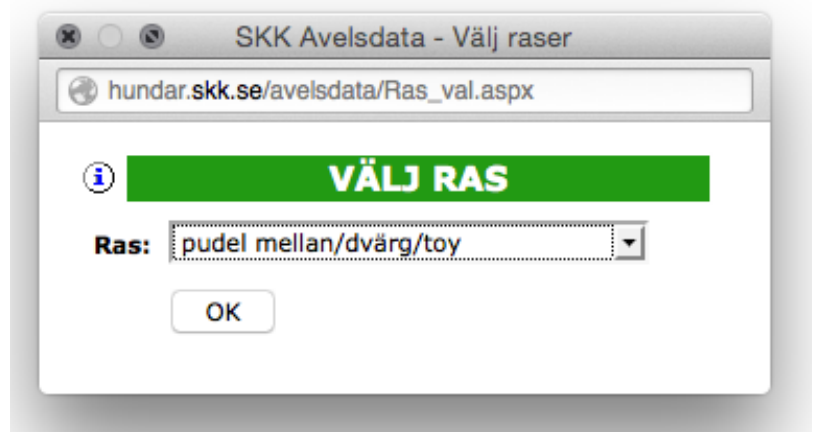 SKK Avelsdata - Välj raser
hundar.skk.se/avelsdata/Ras_val.aspx
i VÄLJ RAS
Ras: pudel mellan/dvärg/toy
OK